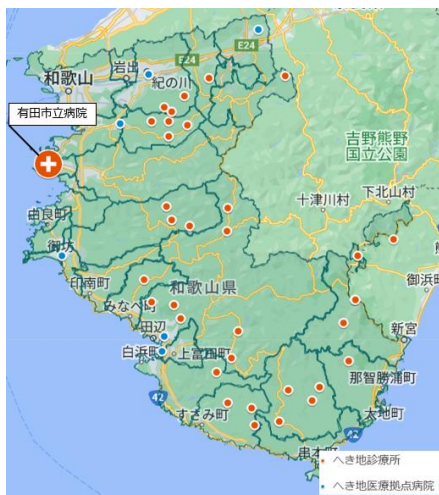 E24
岩出
E24
和歌山
紀の川
有田市立病院
吉野熊野
国立公園
下北山村
十津川村
由良町
御坊
印南町
和歌山県
御浜町
みなべ町
田辺
新宮
白浜町
上富田町
那智勝浦町
42
すさみ町
太地町
42
串本町
へき地診療所
へき地医療拠点病院